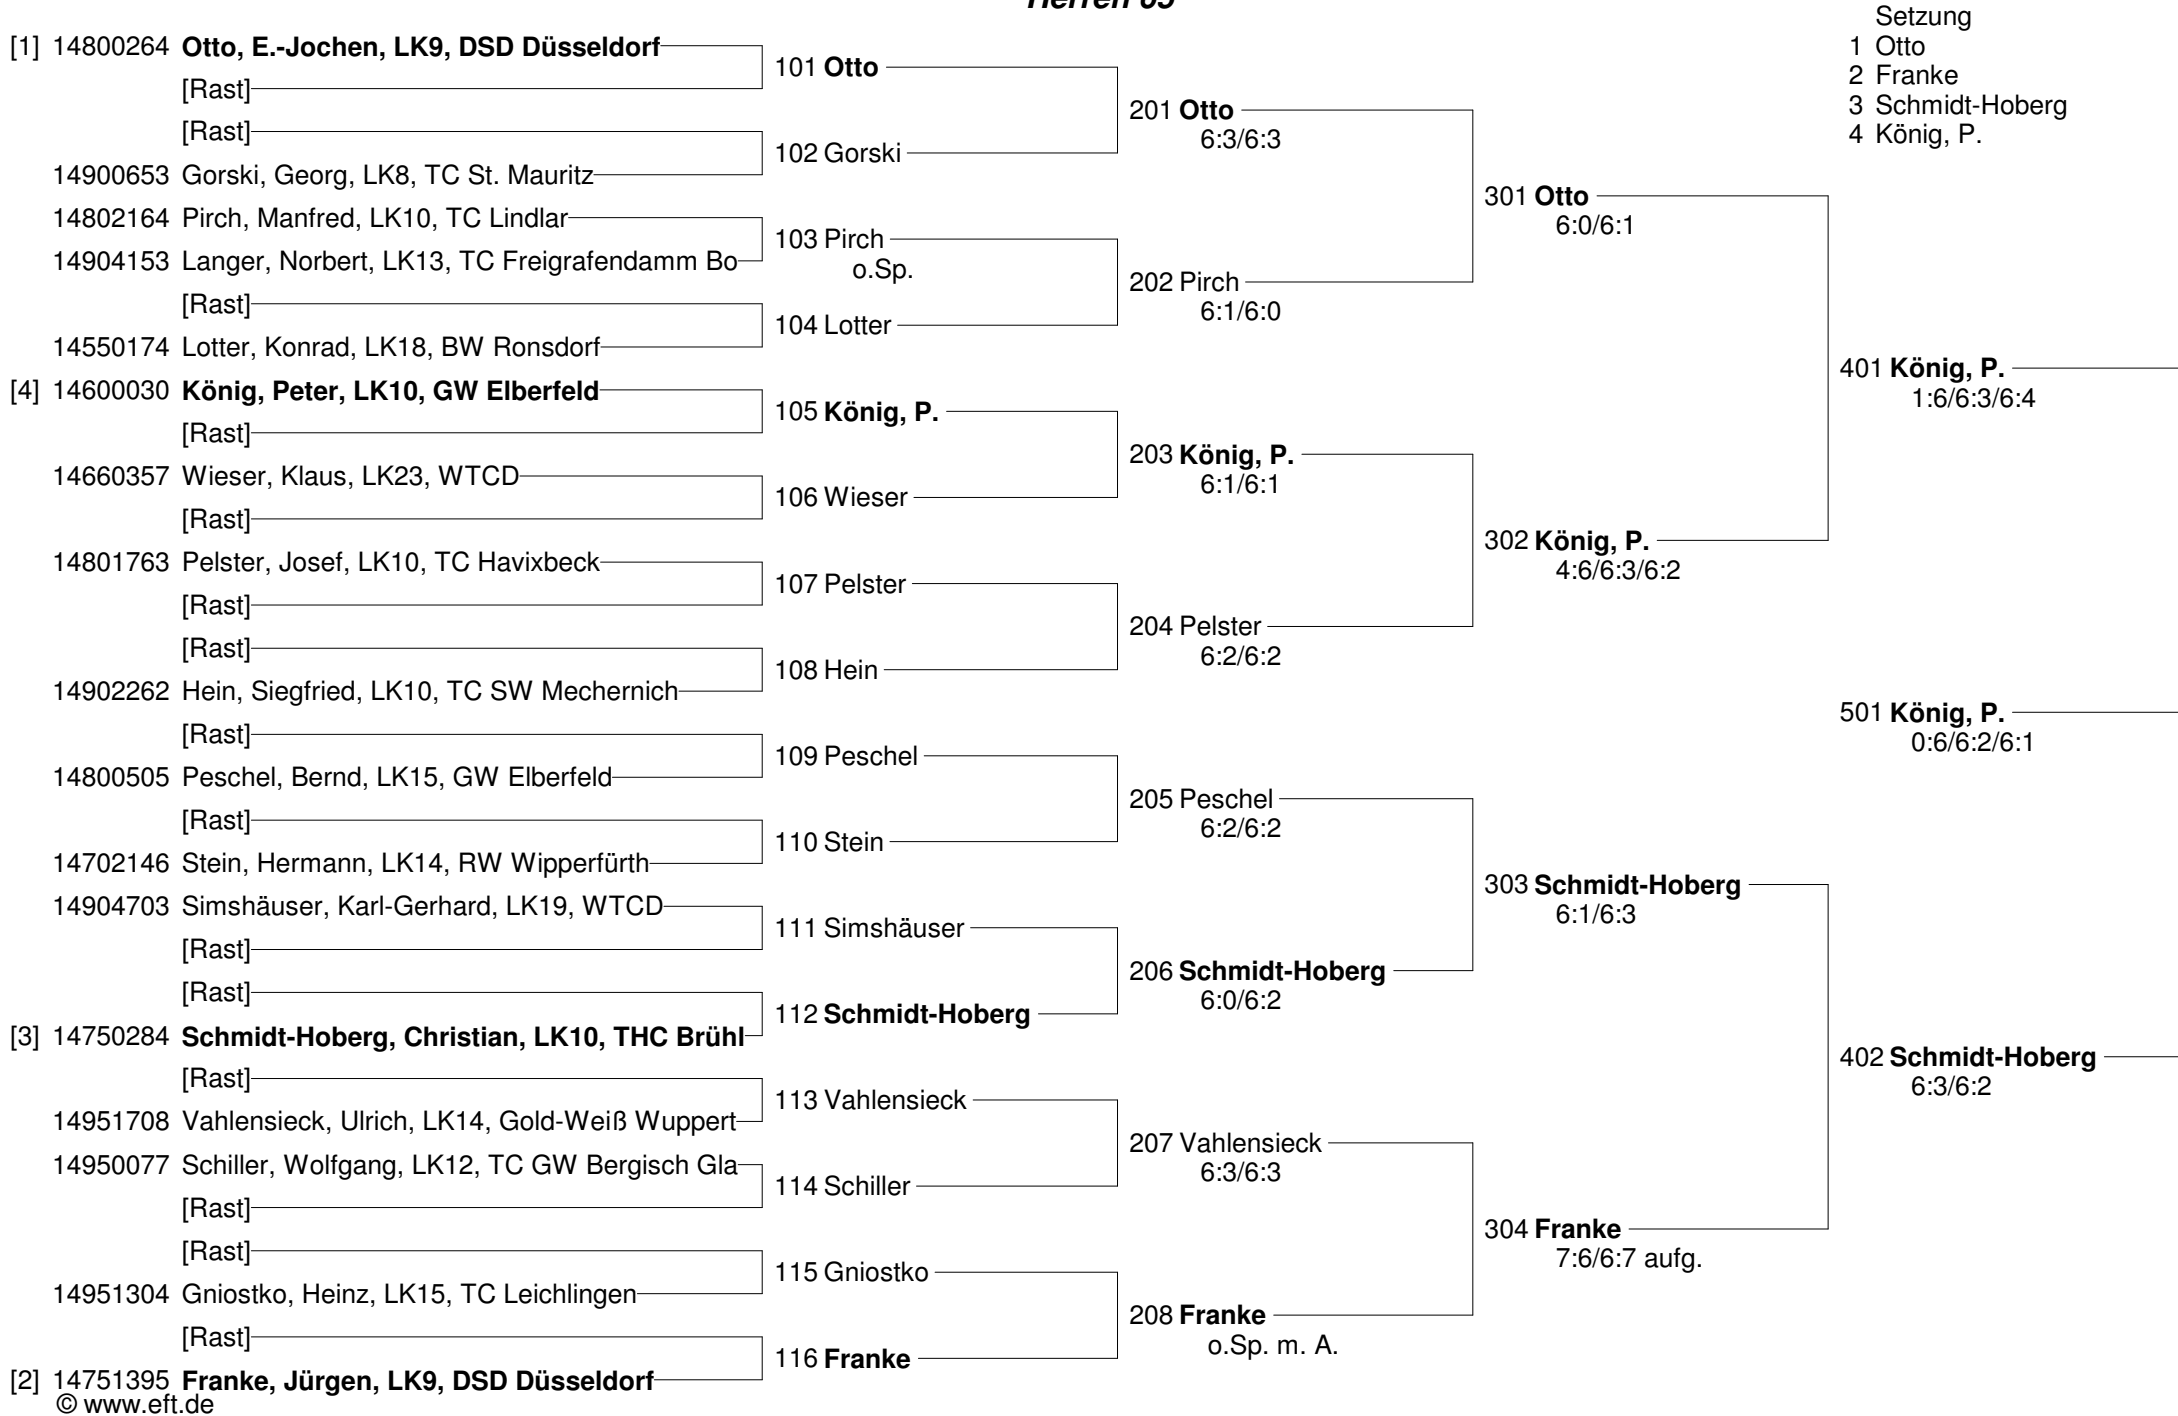 Herren 65
Setzung
1 Otto
2 Franke
3 Schmidt-Hoberg
4 König, P.
[1] 14800264 Otto, E.-Jochen, LK9, DSD Düsseldorf
[Rast]
[Rast]
14900653 Gorski, Georg, LK8, TC St. Mauritz
14802164 Pirch, Manfred, LK10, TC Lindlar
14904153 Langer, Norbert, LK13, TC Freigrafendamm Bo
[Rast]
14550174 Lotter, Konrad, LK18, BW Ronsdorf
[4] 14600030 König, Peter, LK10, GW Elberfeld
[Rast]
14660357 Wieser, Klaus, LK23, WTCD
[Rast]
14801763 Pelster, Josef, LK10, TC Havixbeck
[Rast]
[Rast]
14902262 Hein, Siegfried, LK10, TC SW Mechernich
[Rast]
14800505 Peschel, Bernd, LK15, GW Elberfeld
[Rast]
14702146 Stein, Hermann, LK14, RW Wipperfürth
14904703 Simshäuser, Karl-Gerhard, LK19, WTCD
[Rast]
[Rast]
[3] 14750284 Schmidt-Hoberg, Christian, LK10, THC Brühl
[Rast]
14951708 Vahlensieck, Ulrich, LK14, Gold-Weiß Wuppert
14950077 Schiller, Wolfgang, LK12, TC GW Bergisch Gla
[Rast]
[Rast]
14951304 Gniostko, Heinz, LK15, TC Leichlingen
[Rast]
[2] 14751395 Franke, Jürgen, LK9, DSD Düsseldorf
© www.eft.de
101 Otto
102 Gorski
103 Pirch
o.Sp.
104 Lotter
105 König, P.
106 Wieser
107 Pelster
108 Hein
109 Peschel
110 Stein
111 Simshäuser
112 Schmidt-Hoberg
113 Vahlensieck
114 Schiller
115 Gniostko
116 Franke
201 Otto
6:3/6:3
202 Pirch
6:1/6:0
203 König, P.
6:1/6:1
204 Pelster
6:2/6:2
205 Peschel
6:2/6:2
206 Schmidt-Hoberg
6:0/6:2
207 Vahlensieck
6:3/6:3
208 Franke
o.Sp. m. A.
301 Otto
6:0/6:1
302 König, P.
4:6/6:3/6:2
303 Schmidt-Hoberg
6:1/6:3
304 Franke
7:6/6:7 aufg.
401 König, P.
1:6/6:3/6:4
501 König, P.
0:6/6:2/6:1
402 Schmidt-Hoberg
6:3/6:2